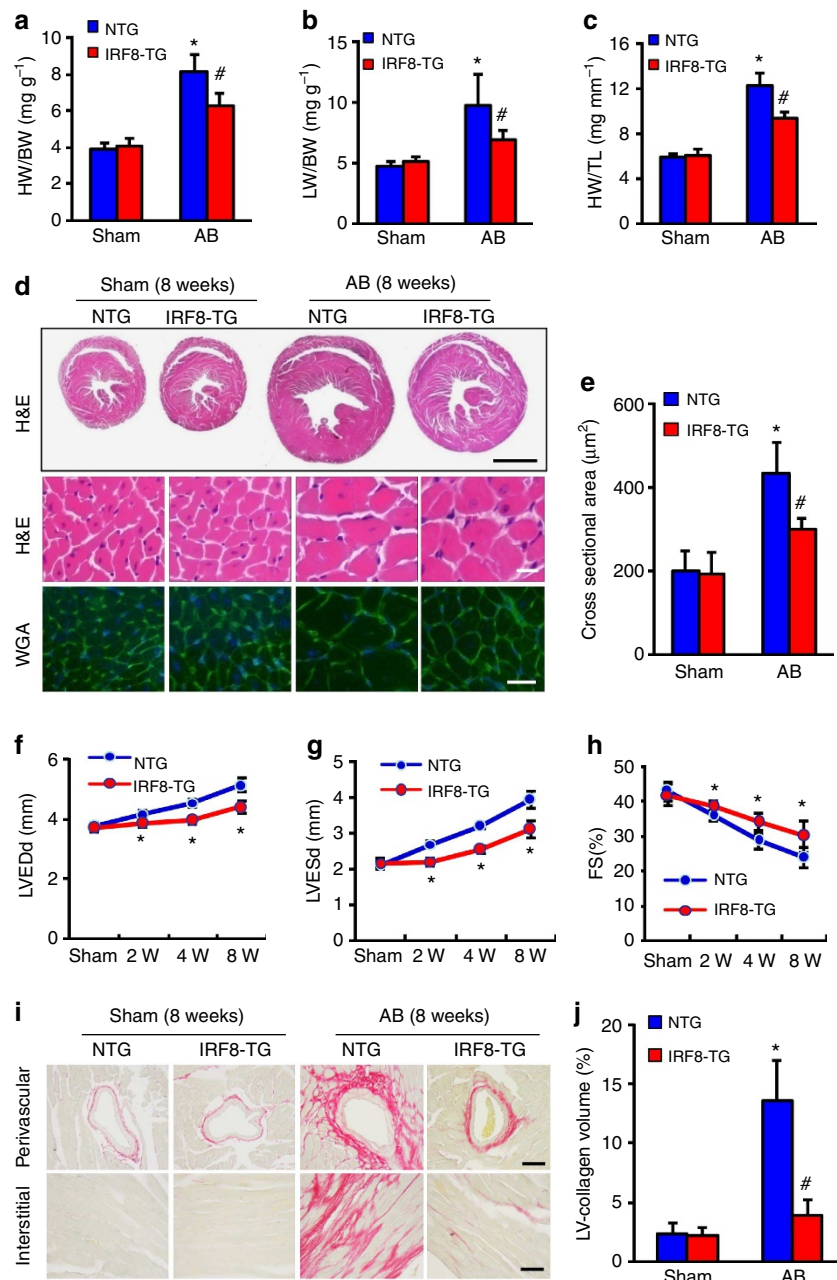 a
NTG
IRF8-TG
HW/BW (mg g⁻¹)
10
8
6
4
2
0
*
#
Sham AB
b
NTG
IRF8-TG
LW/BW (mg g⁻¹)
15
10
5
0
*
#
Sham AB
c
NTG
IRF8-TG
HW/TL (mg mm⁻¹)
16
12
8
4
0
*
#
Sham AB
d
Sham (8 weeks) AB (8 weeks)
NTG IRF8-TG NTG IRF8-TG
H&E
H&E
WGA
e
NTG
IRF8-TG
Cross sectional area (μm²)
600
400
200
0
*
#
Sham AB
f
NTG
IRF8-TG
LVEDd (mm)
6
4
2
0
* * *
Sham 2 W 4 W 8 W
g
NTG
IRF8-TG
LVESd (mm)
5
4
3
2
1
0
* * *
Sham 2 W 4 W 8 W
h
FS(%)
50
40
30
20
10
0
* * *
NTG
IRF8-TG
Sham 2 W 4 W 8 W
i
Sham (8 weeks) AB (8 weeks)
NTG IRF8-TG NTG IRF8-TG
Perivascular
Interstitial
j
NTG
IRF8-TG
LV-collagen volume (%)
20
15
10
5
0
*
#
Sham AB